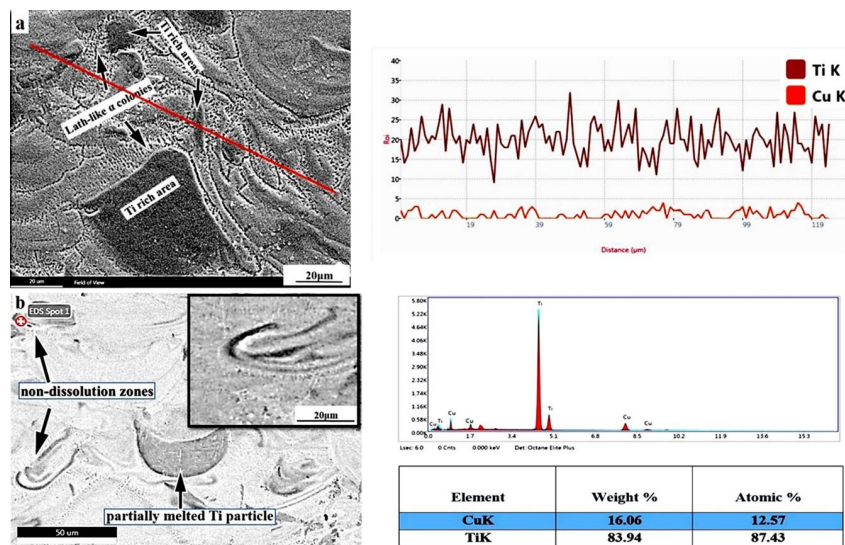 a
Ti rich area
Lath-like α colonies
Ti rich area
20 um
Field of View
20µm
40
35
30
25
20
15
10
5
0
Roi
Ti K
Cu K
19
39
59
79
99
119
Distance (µm)
b
EDS Spot 1
non-dissolution zones
partially melted Ti particle
50 um
20µm
5.80K
5.22K
4.64K
4.06K
3.48K
2.90K
2.32K
1.74K
1.16K
0.58K
0.00K
Ti
Ti
Cu
Ti
Cu
Cu
Cu
Cu
0.0
1.7
3.4
5.1
6.8
8.5
10.2
11.9
13.6
15.3
Lsec: 6.0 0 Cnts 0.000 keV Det: Octane Elite Plus
Element Weight % Atomic %
CuK 16.06 12.57
TiK 83.94 87.43